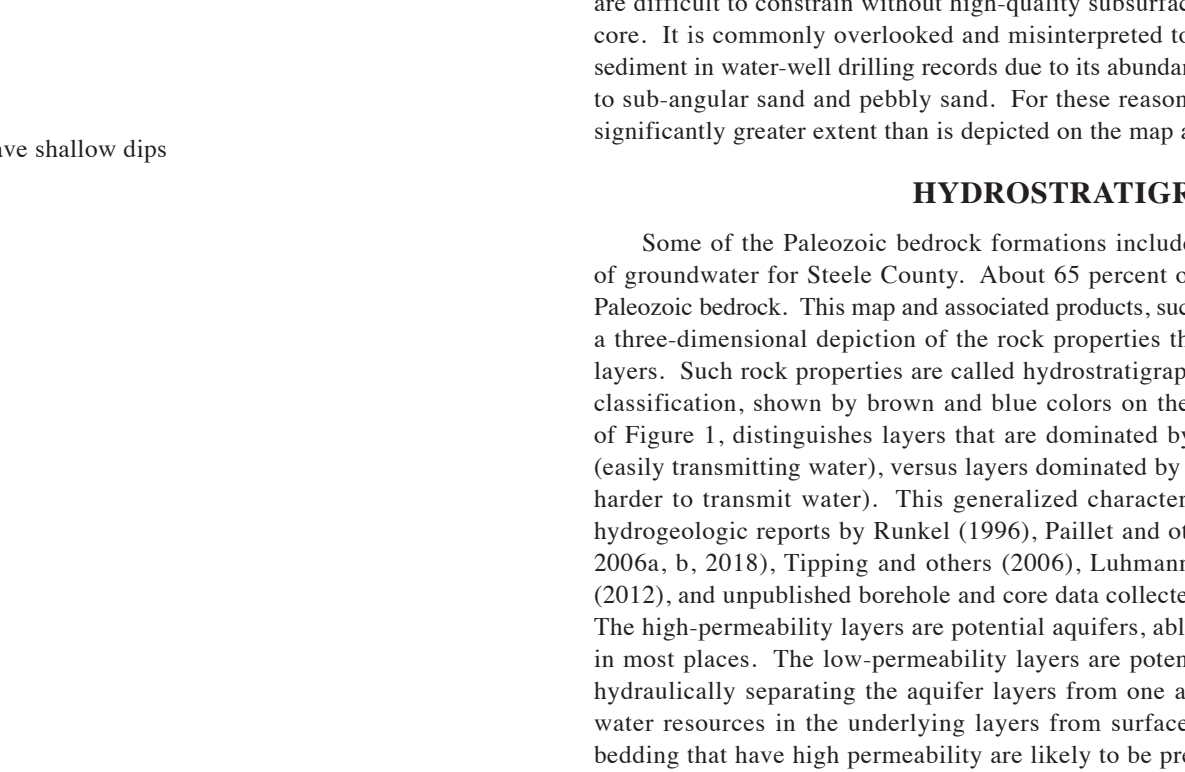 ave shallow dips
are difficult to constrain without high-quality subsurfac
core. It is commonly overlooked and misinterpreted to
sediment in water-well drilling records due to its abundan
to sub-angular sand and pebbly sand. For these reason
significantly greater extent than is depicted on the map a
HYDROSTRATIGR
Some of the Paleozoic bedrock formations include
of groundwater for Steele County. About 65 percent o
Paleozoic bedrock. This map and associated products, suc
a three-dimensional depiction of the rock properties th
layers. Such rock properties are called hydrostratigrap
classification, shown by brown and blue colors on the
of Figure 1, distinguishes layers that are dominated by
(easily transmitting water), versus layers dominated by
harder to transmit water). This generalized character
hydrogeologic reports by Runkel (1996), Paillet and ot
2006a, b, 2018), Tipping and others (2006), Luhmann
(2012), and unpublished borehole and core data collecte
The high-permeability layers are potential aquifers, abl
in most places. The low-permeability layers are poten
hydraulically separating the aquifer layers from one a
water resources in the underlying layers from surface
bedding that have high permeability are likely to be pre